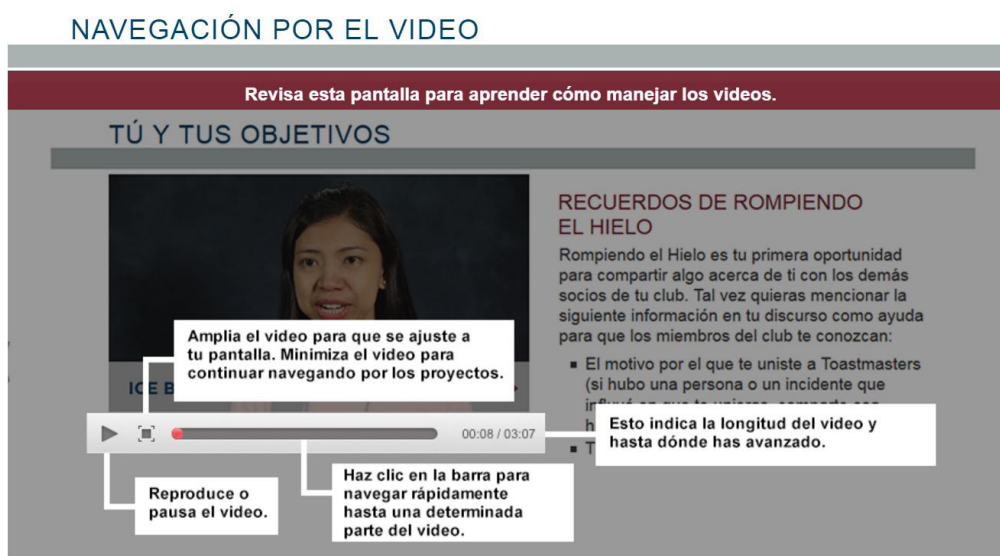 NAVEGACIÓN POR EL VIDEO
Revisa esta pantalla para aprender cómo manejar los videos.
TÚ Y TUS OBJETIVOS
RECUERDOS DE ROMPIENDO
EL HIELO
Rompiendo el Hielo es tu primera oportunidad
para compartir algo acerca de ti con los demás
socios de tu club. Tal vez quieras mencionar la
siguiente información en tu discurso como ayuda
para que los miembros del club te conozcan:
▪ El motivo por el que te uniste a Toastmasters
(si hubo una persona o un incidente que
Amplia el video para que se ajuste a
tu pantalla. Minimiza el video para
continuar navegando por los proyectos.
ICE B
00:08 / 03:07
Esto indica la longitud del video y
hasta dónde has avanzado.
Reproduce o
pausa el video.
Haz clic en la barra para
navegar rápidamente
hasta una determinada
parte del video.